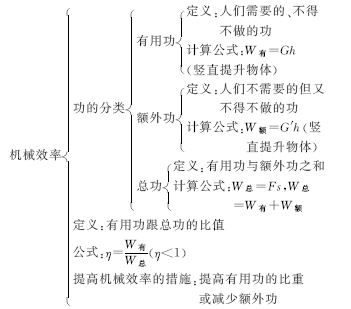 定义:人们需要的、不得
不做的功
有用功
计算公式:W有=Gh
(竖直提升物体)
定义:人们不需要的但又
不得不做的功
功的分类
额外功
计算公式:W额=G′h(竖
直提升物体)
机械效率
定义:有用功与额外功之和
总功
计算公式:W总=Fs,W总
=W有+W额
定义:有用功跟总功的比值
公式:η=W有/W总(η<1)
提高机械效率的措施:提高有用功的比重
或减少额外功